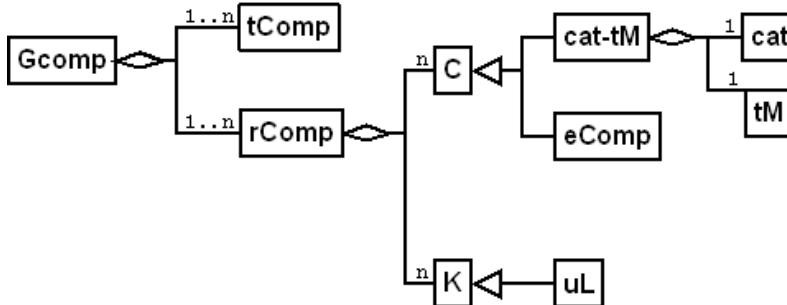 1..n
tComp
Gcomp
1..n
rComp
n
C
cat-tM
1
cat
1
tM
eComp
n
K
uL